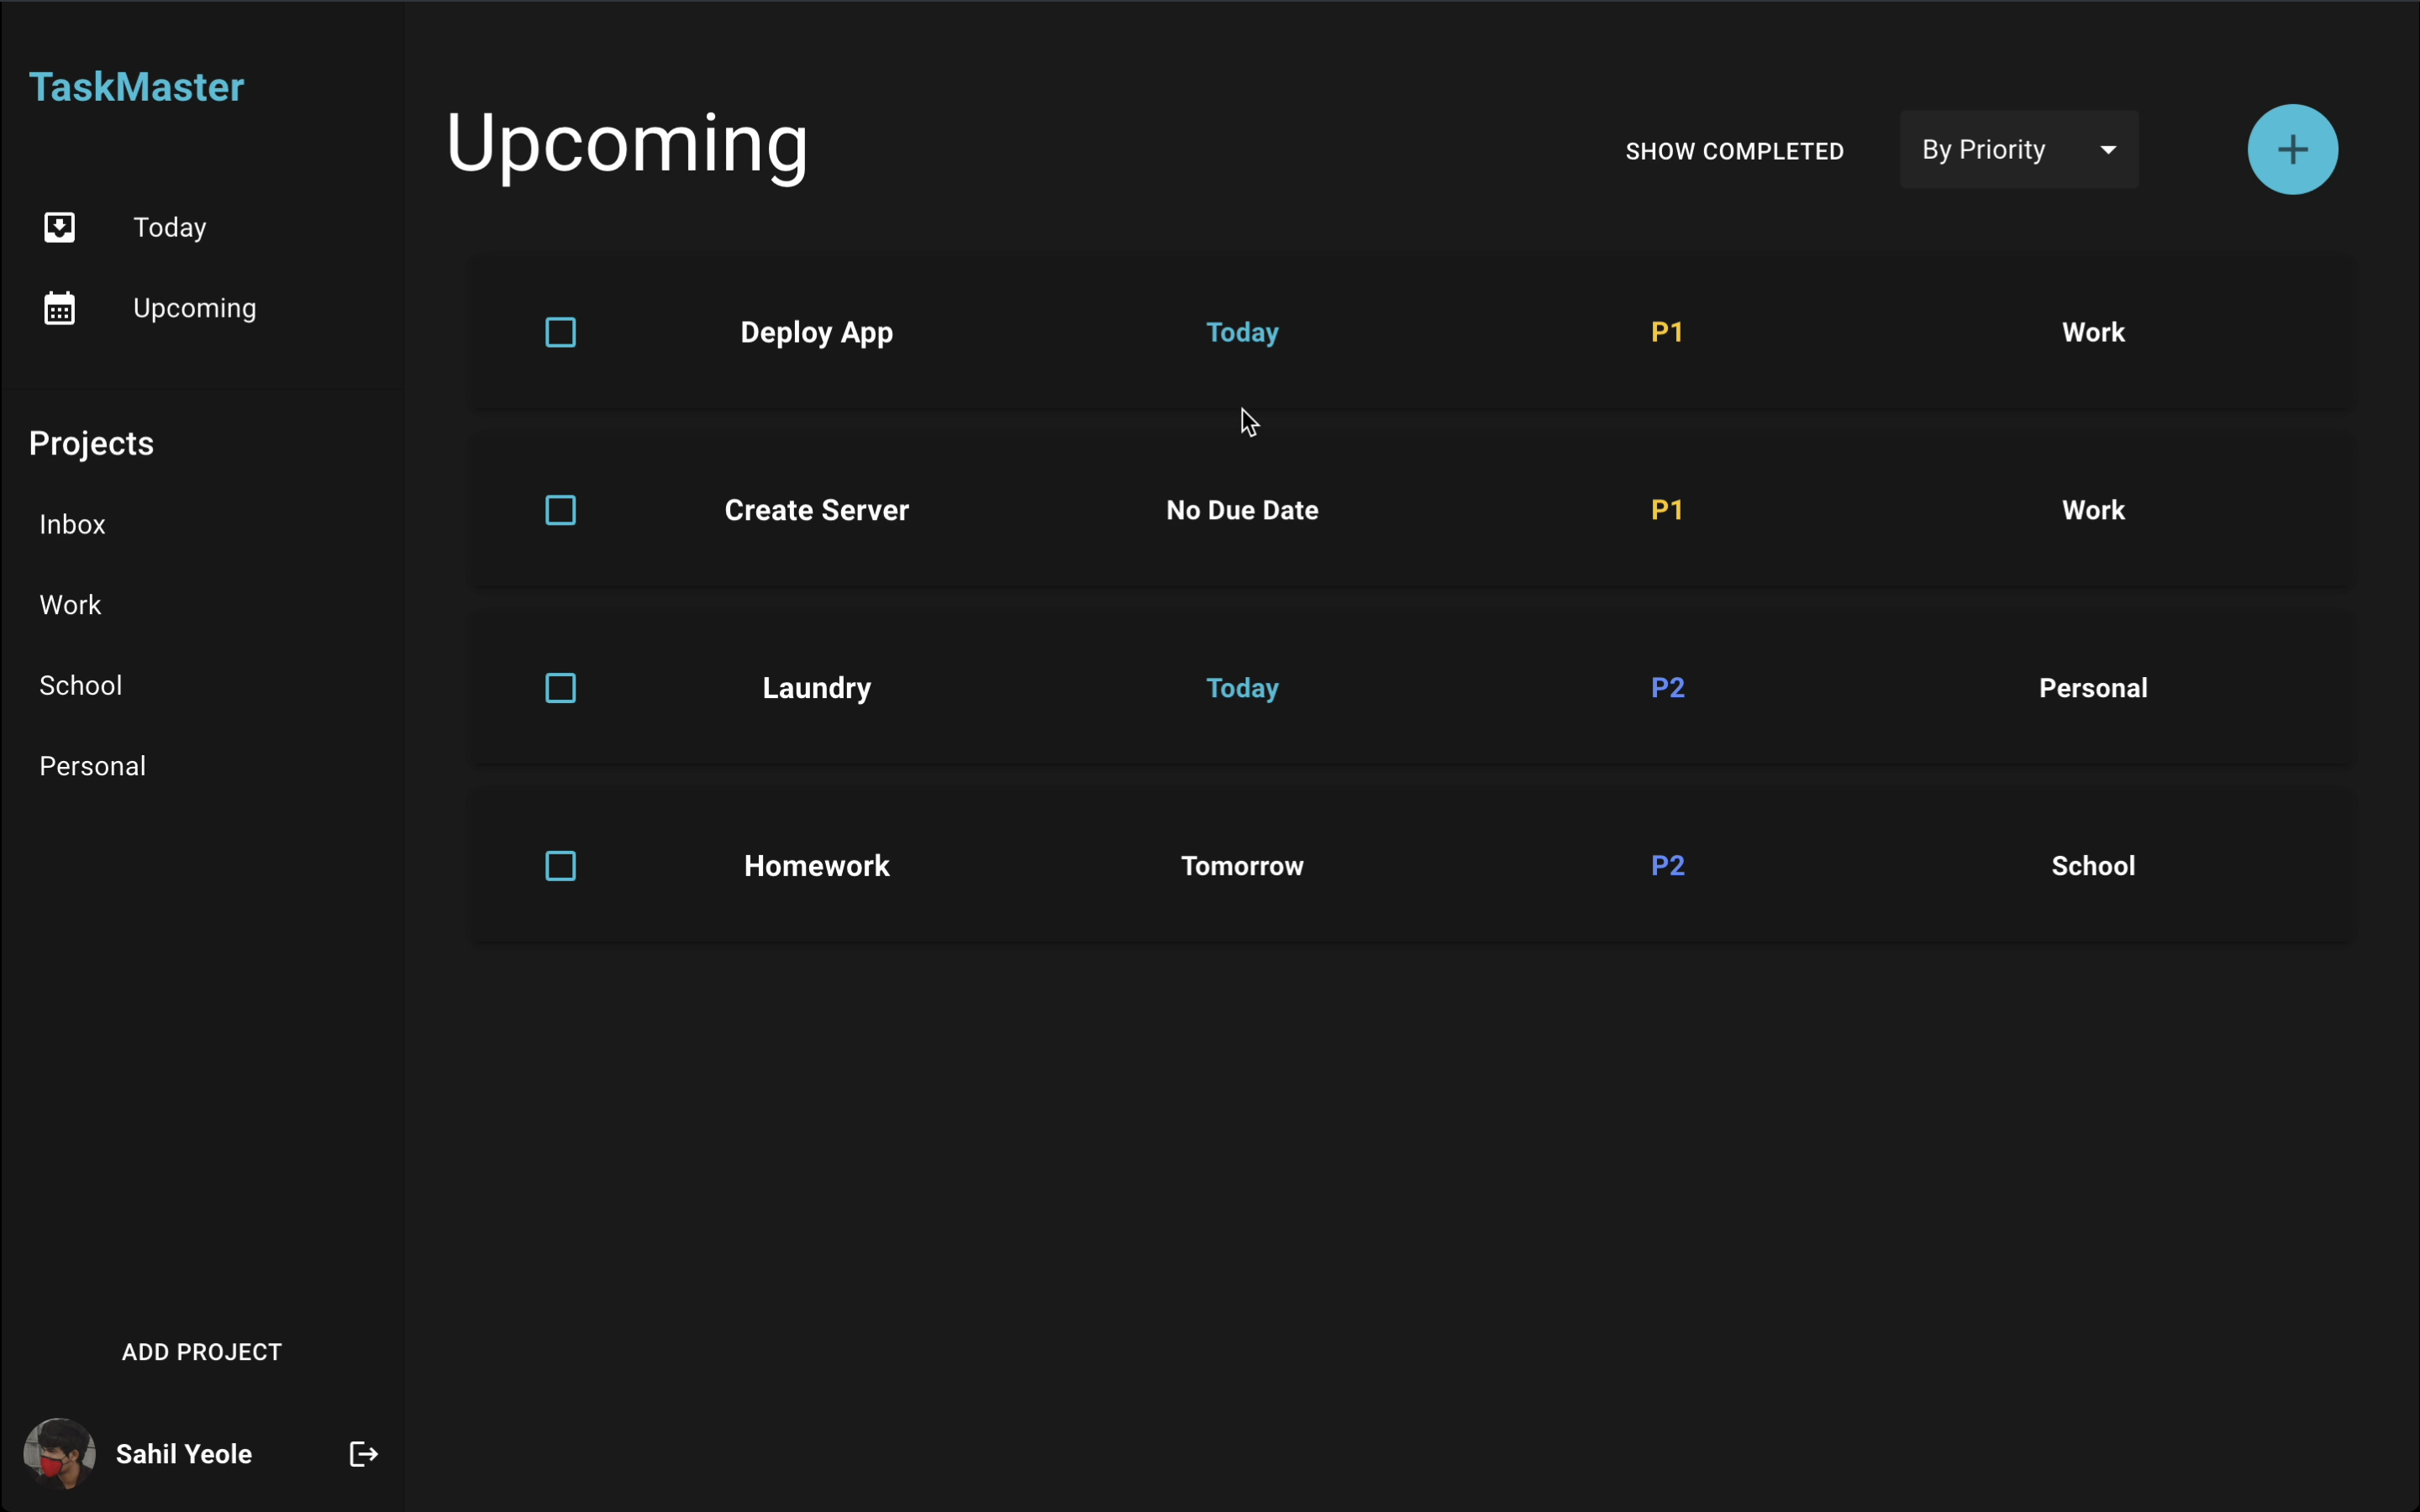 TaskMaster
Today
Upcoming
Projects
Inbox
Work
School
Personal
ADD PROJECT
Sahil Yeole
Upcoming
SHOW COMPLETED
By Priority
Deploy App Today P1 Work
Create Server No Due Date P1 Work
Laundry Today P2 Personal
Homework Tomorrow P2 School